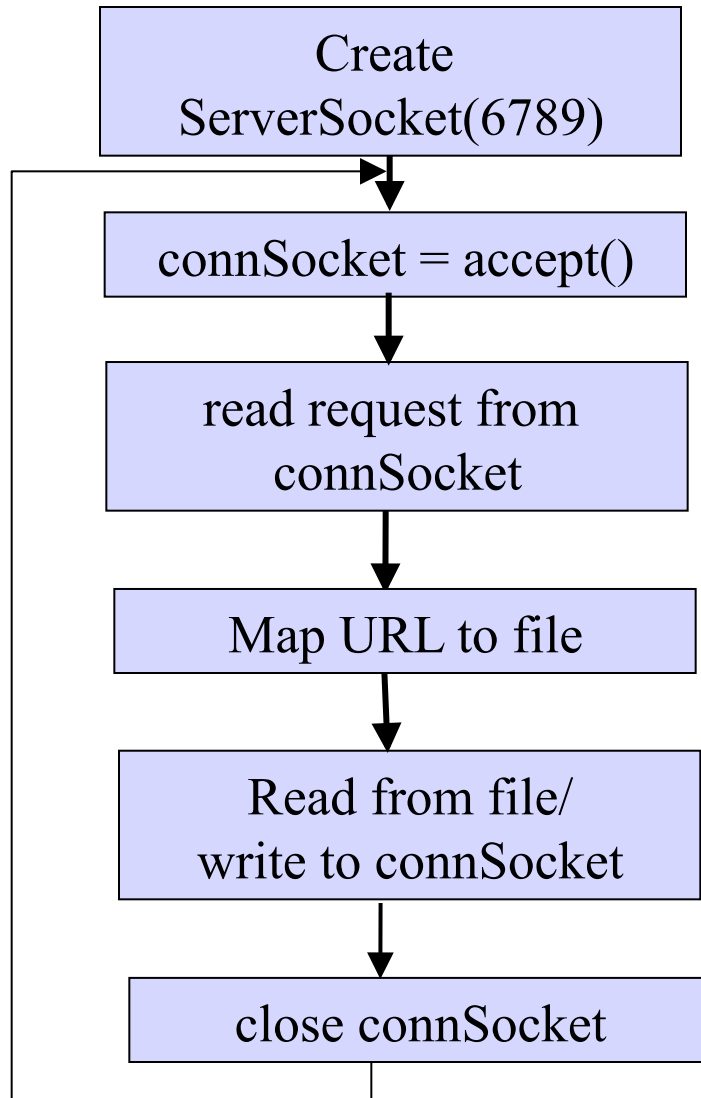 Create
ServerSocket(6789)
connSocket = accept()
read request from
connSocket
Map URL to file
Read from file/
write to connSocket
close connSocket